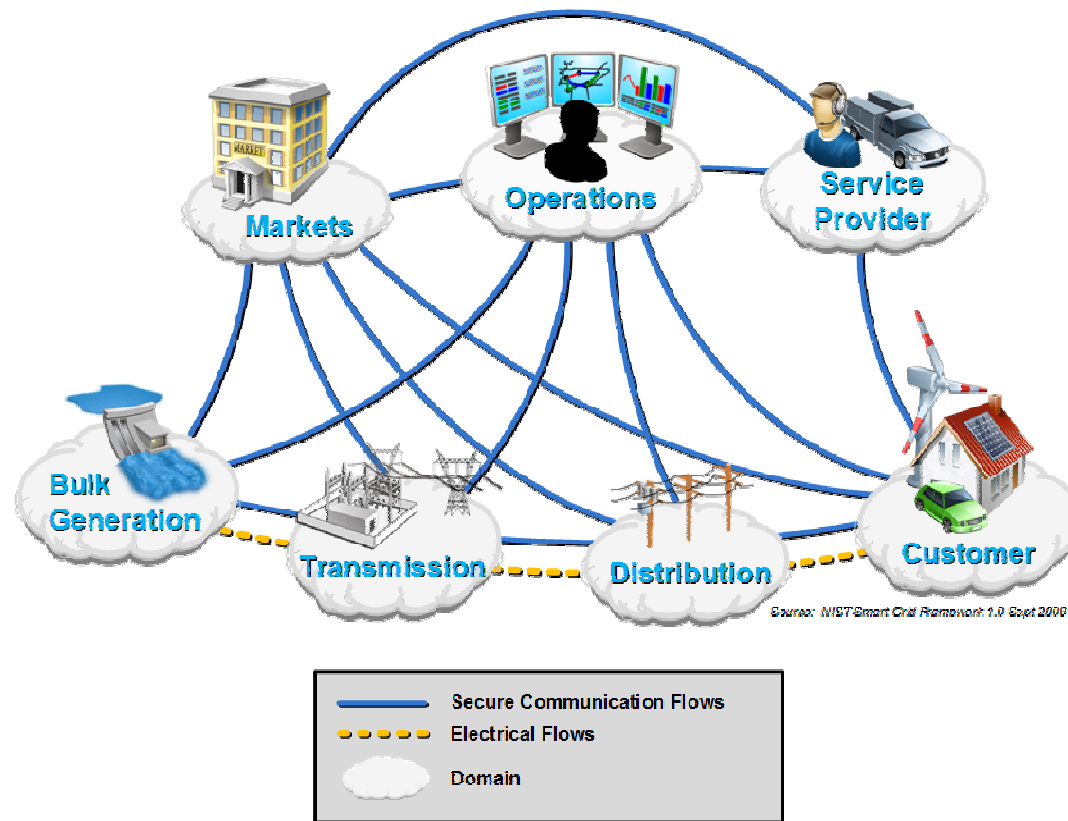 MARKET
Markets
Operations
Service
Provider
Bulk
Generation
Transmission
Distribution
Customer
Source: NIST Smart Grid Framework 1.0 Sept 2009
Secure Communication Flows
Electrical Flows
Domain